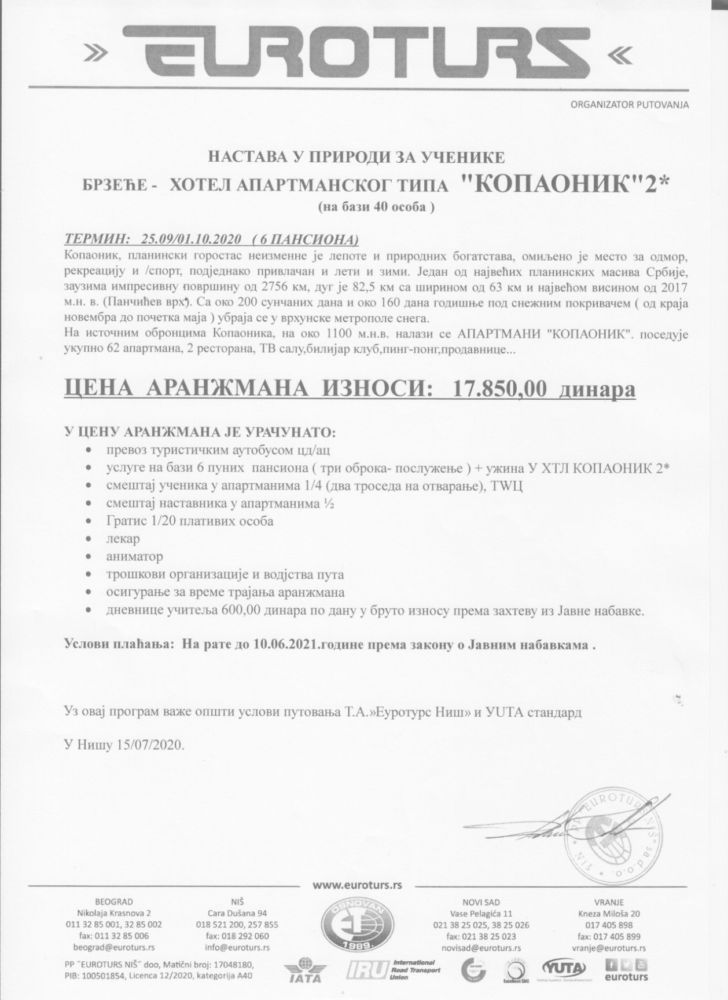 EUROTURS
ORGANIZATOR PUTOVANJA
НАСТАВА У ПРИРОДИ ЗА УЧЕНИКЕ
БРЗЕЋЕ - ХОТЕЛ АПАРТМАНСКОГ ТИПА "КОПАОНИК"2*
(на бази 40 особа )
ТЕРМИН: 25.09/01.10.2020 ( 6 ПАНСИОНА)
Копаоник, планински горостас неизменне је лепоте и природних богатстава, омиљено је место за одмор,
рекреацију и /спорт, подједнако привлачан и лети и зими. Један од највећих планинских масива Србије,
заузима импресивну површину од 2756 км, дуг је 82,5 км са ширином од 63 км и највећом висином од 2017
м.н. в. (Панчићев врх). Са око 200 сунчаних дана и око 160 дана годишње под снежним покривачем ( од краја
новембра до почетка маја ) убраја се у врхунске метрополе снега.
На источним обронцима Копаоника, на око 1100 м.н.в. налази се АПАРТМАНИ "КОПАОНИК". поседује
укупно 62 апартмана, 2 ресторана, ТВ салу,билијар клуб,пинг-понг,продавнице...
ЦЕНА АРАНЖМАНА ИЗНОСИ: 17.850,00 динара
У ЦЕНУ АРАНЖМАНА ЈЕ УРАЧУНАТО:
• превоз туристичким аутобусом цд/ац
• услуге на бази 6 пуних пансиона ( три оброка- послужење ) + ужина У ХТЛ КОПАОНИК 2*
• смештај ученика у апартманима 1/4 (два троседа на отварање), ТWЦ
• смештај наставника у апартманима ½
• Гратис 1/20 плативих особа
• лекар
• аниматор
• трошкови организације и водјства пута
• осигурање за време трајања аранжмана
• дневнице учитеља 600,00 динара по дану у бруто износу према захтеву из Јавне набавке.
Услови плаћања: На рате до 10.06.2021.године према закону о Јавним набавкама .
Уз овај програм важе општи услови путовања Т.А.»Еуротурс Ниш» и УUТА стандард
У Нишу 15/07/2020.
PP "EUROTURS NIŠ" sa d.o.o. * NIŠ *
www.euroturs.rs
BEOGRAD
Nikolaja Krasnova 2
011 32 85 001, 32 85 002
fax: 011 32 85 006
beograd@euroturs.rs
NIŠ
Cara Dušana 94
018 521 200, 257 855
fax: 018 292 060
info@euroturs.rs
OSNOVAN
ET
1989.
NOVI SAD
Vase Pelagića 11
021 38 25 025, 38 25 026
fax: 021 38 25 023
novisad@euroturs.rs
VRANJE
Kneza Miloša 20
017 405 898
fax: 017 405 899
vranje@euroturs.rs
PP ˝EUROTURS NIŠ˝ doo, Matični broj: 17048180,
PIB: 100501854, Licenca 12/2020, kategorija A40
IATA
IRU International
Road Transport
Union
Excellent SME
YUTA
euroturs